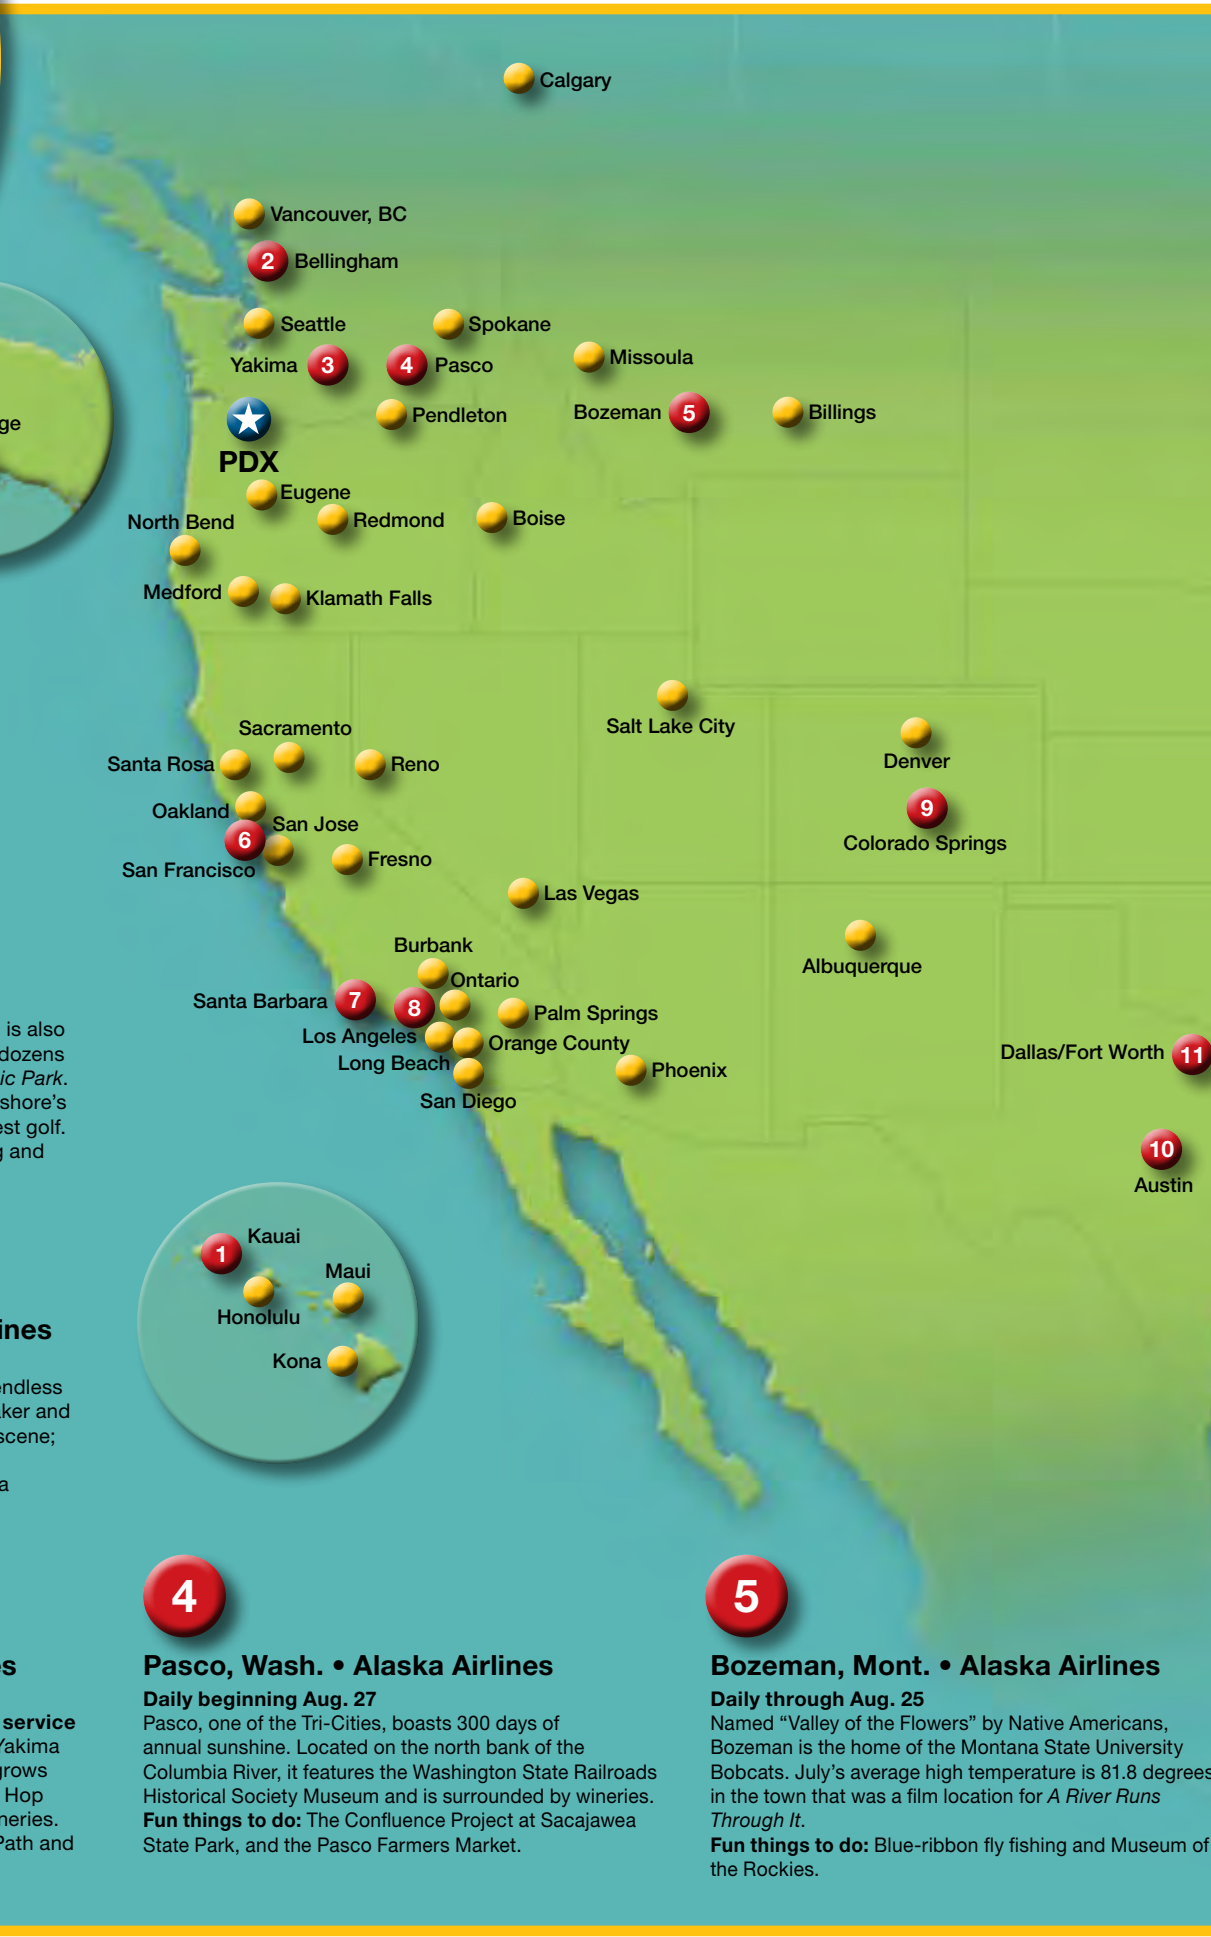 Calgary
Vancouver, BC
2 Bellingham
Seattle
Spokane
Yakima 3
4 Pasco
Missoula
ge
Pendleton
Bozeman 5
Billings
PDX
Eugene
North Bend
Redmond
Boise
Medford
Klamath Falls
Salt Lake City
Sacramento
Denver
Santa Rosa
Reno
9
Oakland
San Jose
6
Colorado Springs
San Francisco
Fresno
Las Vegas
Burbank
Albuquerque
Ontario
Santa Barbara 7
8
Palm Springs
Los Angeles
Orange County
Long Beach
Phoenix
San Diego
Dallas/Fort Worth 11
10
Austin
is also
dozens
ic Park.
shore's
est golf.
g and
Kauai
1
Maui
Honolulu
Kona
ines
endless
aker and
scene;
a
s
service
Yakima
grows
Hop
neries.
Path and
4
Pasco, Wash. • Alaska Airlines
Daily beginning Aug. 27
Pasco, one of the Tri-Cities, boasts 300 days of
annual sunshine. Located on the north bank of the
Columbia River, it features the Washington State Railroads
Historical Society Museum and is surrounded by wineries.
Fun things to do: The Confluence Project at Sacajawea
State Park, and the Pasco Farmers Market.
5
Bozeman, Mont. • Alaska Airlines
Daily through Aug. 25
Named “Valley of the Flowers” by Native Americans,
Bozeman is the home of the Montana State University
Bobcats. July’s average high temperature is 81.8 degrees
in the town that was a film location for A River Runs
Through It.
Fun things to do: Blue-ribbon fly fishing and Museum of
the Rockies.